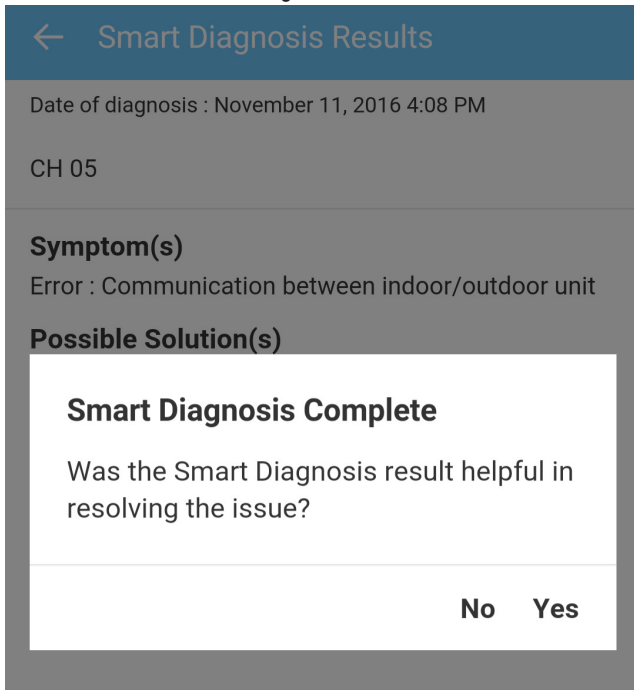 Smart Diagnosis Results
Date of diagnosis : November 11, 2016 4:08 PM
CH 05
Symptom(s)
Error : Communication between indoor/outdoor unit
Possible Solution(s)
Smart Diagnosis Complete
Was the Smart Diagnosis result helpful in
resolving the issue?
No Yes